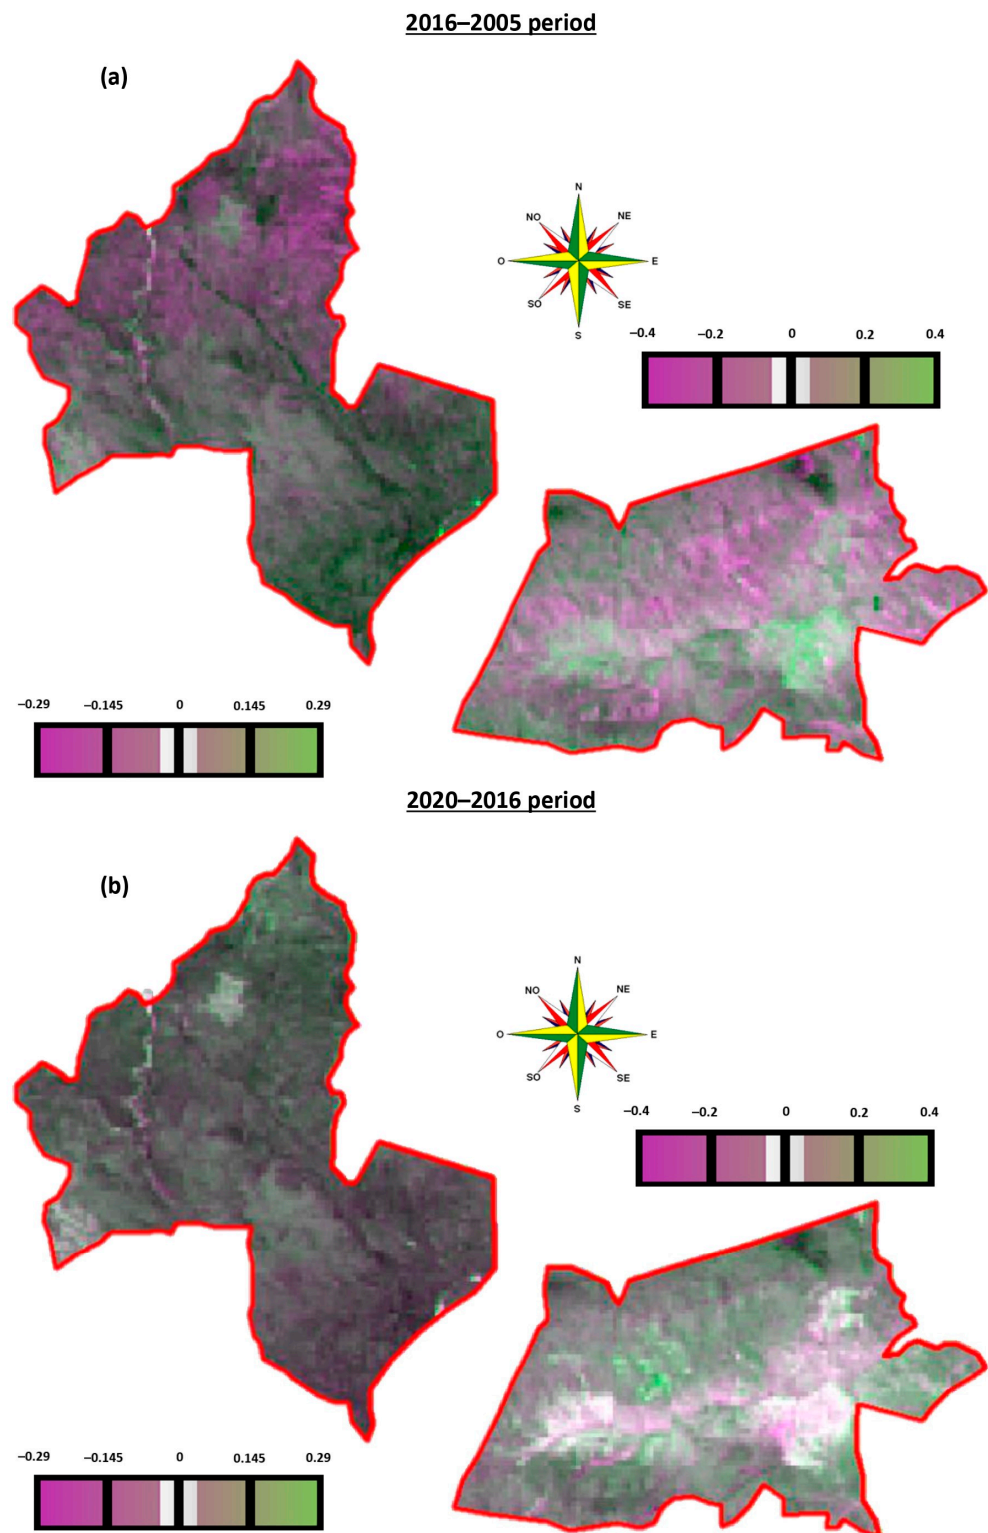 2016–2005 period
(a)
N
NO NE
O E
SO SE
S
–0.4 –0.2 0 0.2 0.4
–0.29 –0.145 0 0.145 0.29
2020–2016 period
(b)
N
NO NE
O E
SO SE
S
–0.4 –0.2 0 0.2 0.4
–0.29 –0.145 0 0.145 0.29